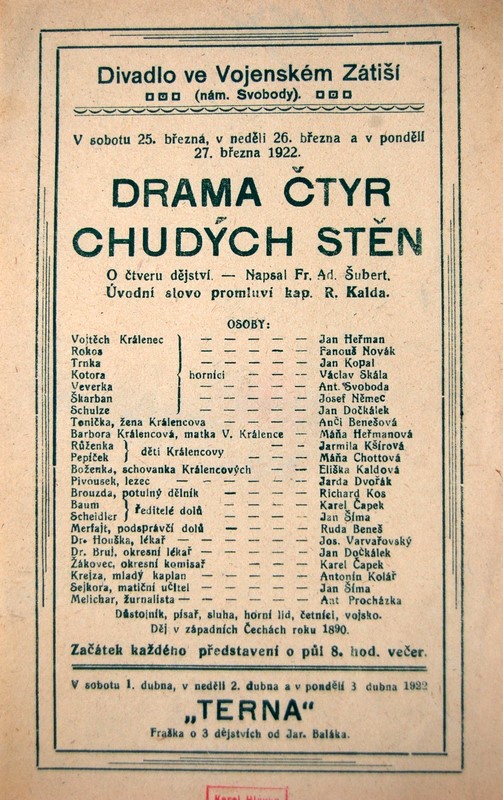 Divadlo ve Vojenském Zátiší
(nám. Svobody).
V sobotu 25. března, v neděli 26. března a v pondělí
27. března 1922.
DRAMA ČTYR
CHUDÝCH STĚN
O čtveru dějství. — Napsal Fr. Ad. Šubert.
Úvodní slovo promluví kap. R. Kalda.
OSOBY:
Vojtěch Králenec — — — — — Jan Heřman
Rokos — — — — — Fanouš Novák
Trnka — — — — — Jan Kopal
Kotora } horníci — — — — Václav Skála
Veverka — — — — — Ant. Svoboda
Škarban — — — — — Josef Němec
Schulze — — — — — Jan Dočkálek
Tonička, žena Králencova — — — — Anči Benešová
Barbora Králencová, matka V. Králence — — Máňa Heřmanová
Růženka } děti Králencovy — — — Jarmila Kšírová
Pepíček — — — Máňa Chottová
Boženka, schovanka Králencových — — — Eliška Kaldová
Pivousek, lezec — — — — — Jarda Dvořák
Brouzda, potulný dělník — — — — Richard Kos
Baum } ředitelé dolů — — — — Karel Čapek
Scheidler — — — — Jan Šíma
Merfajt, podsprávčí dolů — — — — Ruda Beneš
Dr. Houška, lékař — — — — — Jos. Varvařovský
Dr. Bruj, okresní lékař — — — — — Jan Dočkálek
Žákovec, okresní komisař — — — — Karel Čapek
Krejza, mladý kaplan — — — — — Antonín Kolář
Sejkora, matiční učitel — — — — — Jan Šíma
Melichar, žurnalista — — — — — Ant Procházka
Důstojník, písař, sluha, horní lid, četníci, vojsko.
Děj v západních Čechách roku 1890.
Začátek každého představení o půl 8. hod. večer.
V sobotu 1. dubna, v neděli 2. dubna a v pondělí 3 dubna 1922
„TERNA"
Fraška o 3 dějstvích od Jar. Baláka.
Karel